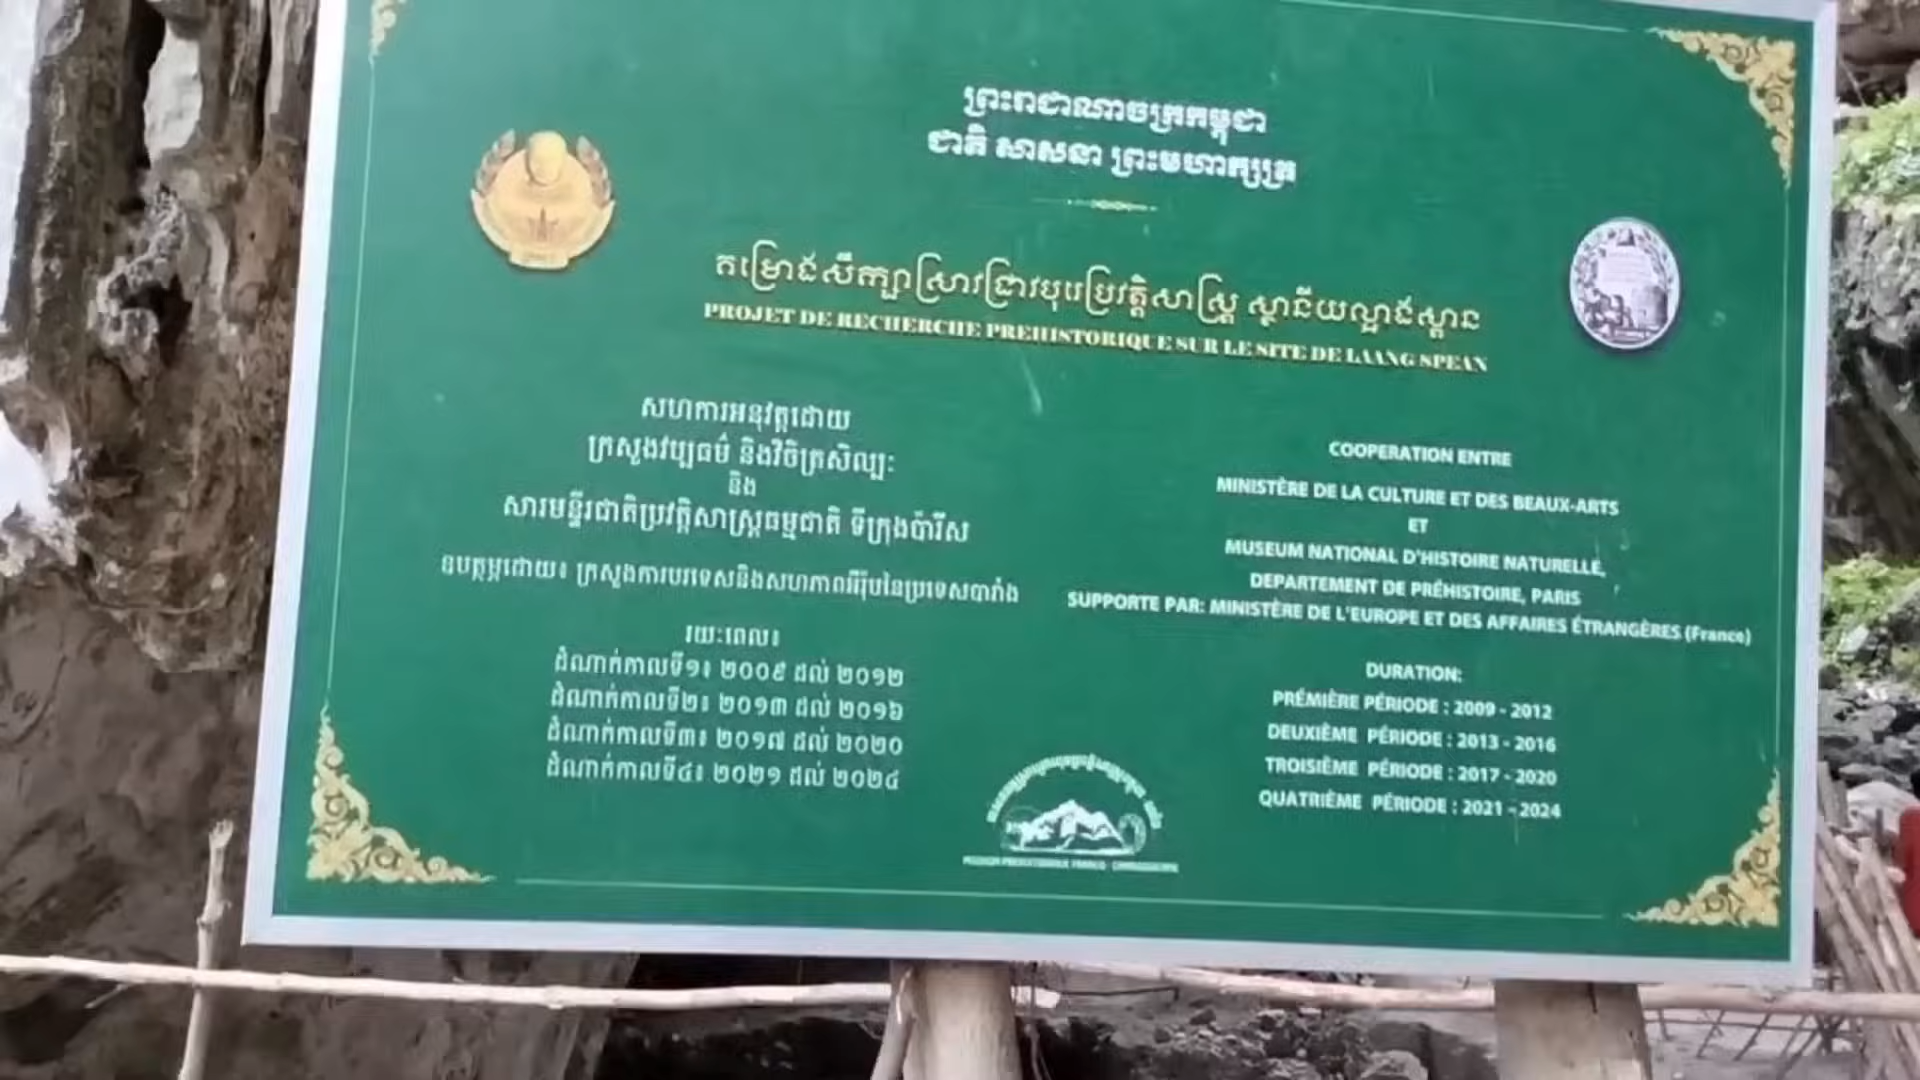 ព្រះរាជាណាចក្រកម្ពុជា
ជាតិ សាសនា ព្រះមហាក្សត្រ
គម្រោងសិក្សាស្រាវជ្រាវបុរេប្រវត្តិសាស្ត្រ ស្ថានីយល្អាងស្ពាន
PROJET DE RECHERCHE PREHISTORIQUE SUR LE SITE DE LAANG SPEAN
សហការអនុវត្តដោយ
ក្រសួងវប្បធម៌ និងវិចិត្រសិល្បៈ
និង
សារមន្ទីរជាតិប្រវត្តិសាស្ត្រធម្មជាតិ ទីក្រុងប៉ារីស
ឧបត្ថម្ភដោយ៖ ក្រសួងការបរទេសនិងសហភាពអឺរ៉ុបនៃប្រទេសបារាំង
រយៈពេល៖
ដំណាក់កាលទី១៖ ២០០៩ ដល់ ២០១២
ដំណាក់កាលទី២៖ ២០១៣ ដល់ ២០១៦
ដំណាក់កាលទី៣៖ ២០១៧ ដល់ ២០២០
ដំណាក់កាលទី៤៖ ២០២១ ដល់ ២០២៤
COOPERATION ENTRE
MINISTÈRE DE LA CULTURE ET DES BEAUX-ARTS
ET
MUSEUM NATIONAL D'HISTOIRE NATURELLE,
DEPARTEMENT DE PRÉHISTOIRE, PARIS
SUPPORTE PAR: MINISTÈRE DE L'EUROPE ET DES AFFAIRES ÉTRANGÈRES (France)
DURATION:
PRÉMIÈRE PÉRIODE : 2009 - 2012
DEUXIÈME PÉRIODE : 2013 - 2016
TROISIÈME PÉRIODE : 2017 - 2020
QUATRIÈME PÉRIODE : 2021 - 2024
MISSION PREHISTORIQUE FRANCO - CAMBODGIENNE